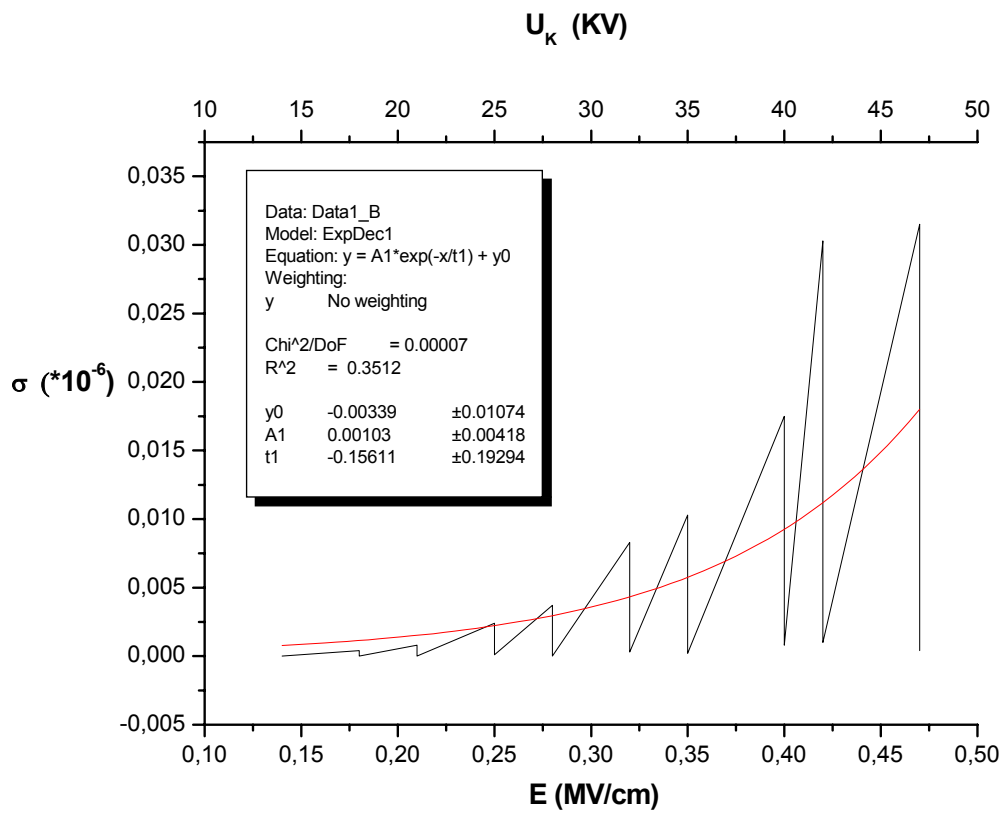 U_K (KV)
10 15 20 25 30 35 40 45 50
0,035
0,030
0,025
0,020
0,015
0,010
0,005
0,000
-0,005
σ (*10^-6)
Data: Data1_B
Model: ExpDec1
Equation: y = A1*exp(-x/t1) + y0
Weighting:
y No weighting
Chi^2/DoF = 0.00007
R^2 = 0.3512
y0 -0.00339 ±0.01074
A1 0.00103 ±0.00418
t1 -0.15611 ±0.19294
0,10 0,15 0,20 0,25 0,30 0,35 0,40 0,45 0,50
E (MV/cm)